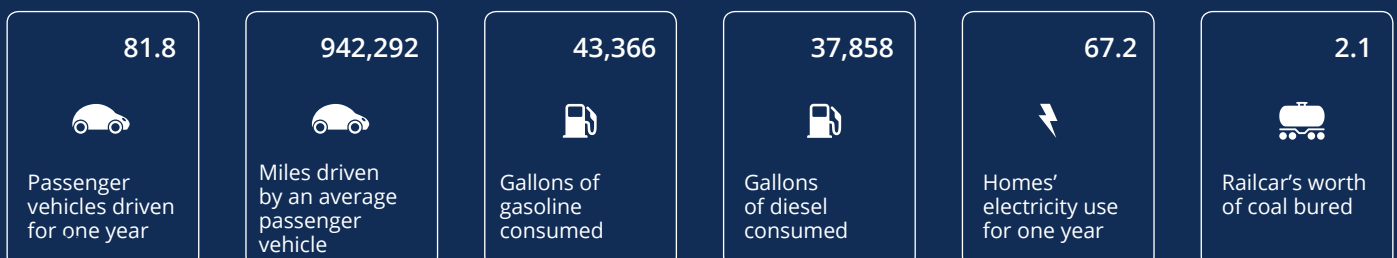 81.8
Passenger
vehicles driven
for one year
942,292
Miles driven
by an average
passenger
vehicle
43,366
Gallons of
gasoline
consumed
37,858
Gallons
of diesel
consumed
67.2
Homes’
electricity use
for one year
2.1
Railcar’s worth
of coal bured